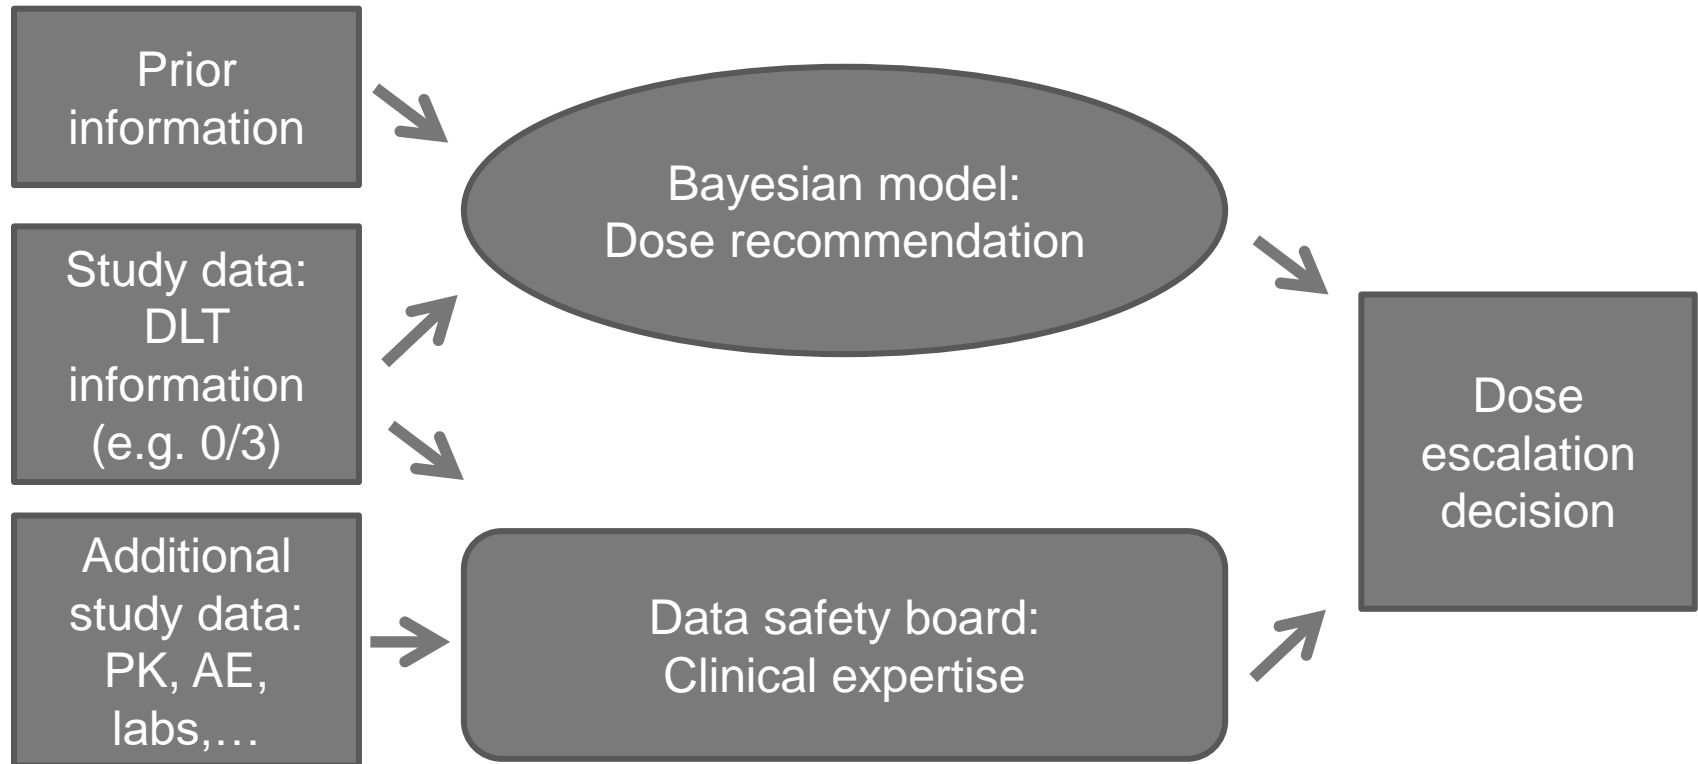 Prior
information
Study data:
DLT
information
(e.g. 0/3)
Additional
study data:
PK, AE,
labs,…
Bayesian model:
Dose recommendation
Data safety board:
Clinical expertise
Dose
escalation
decision